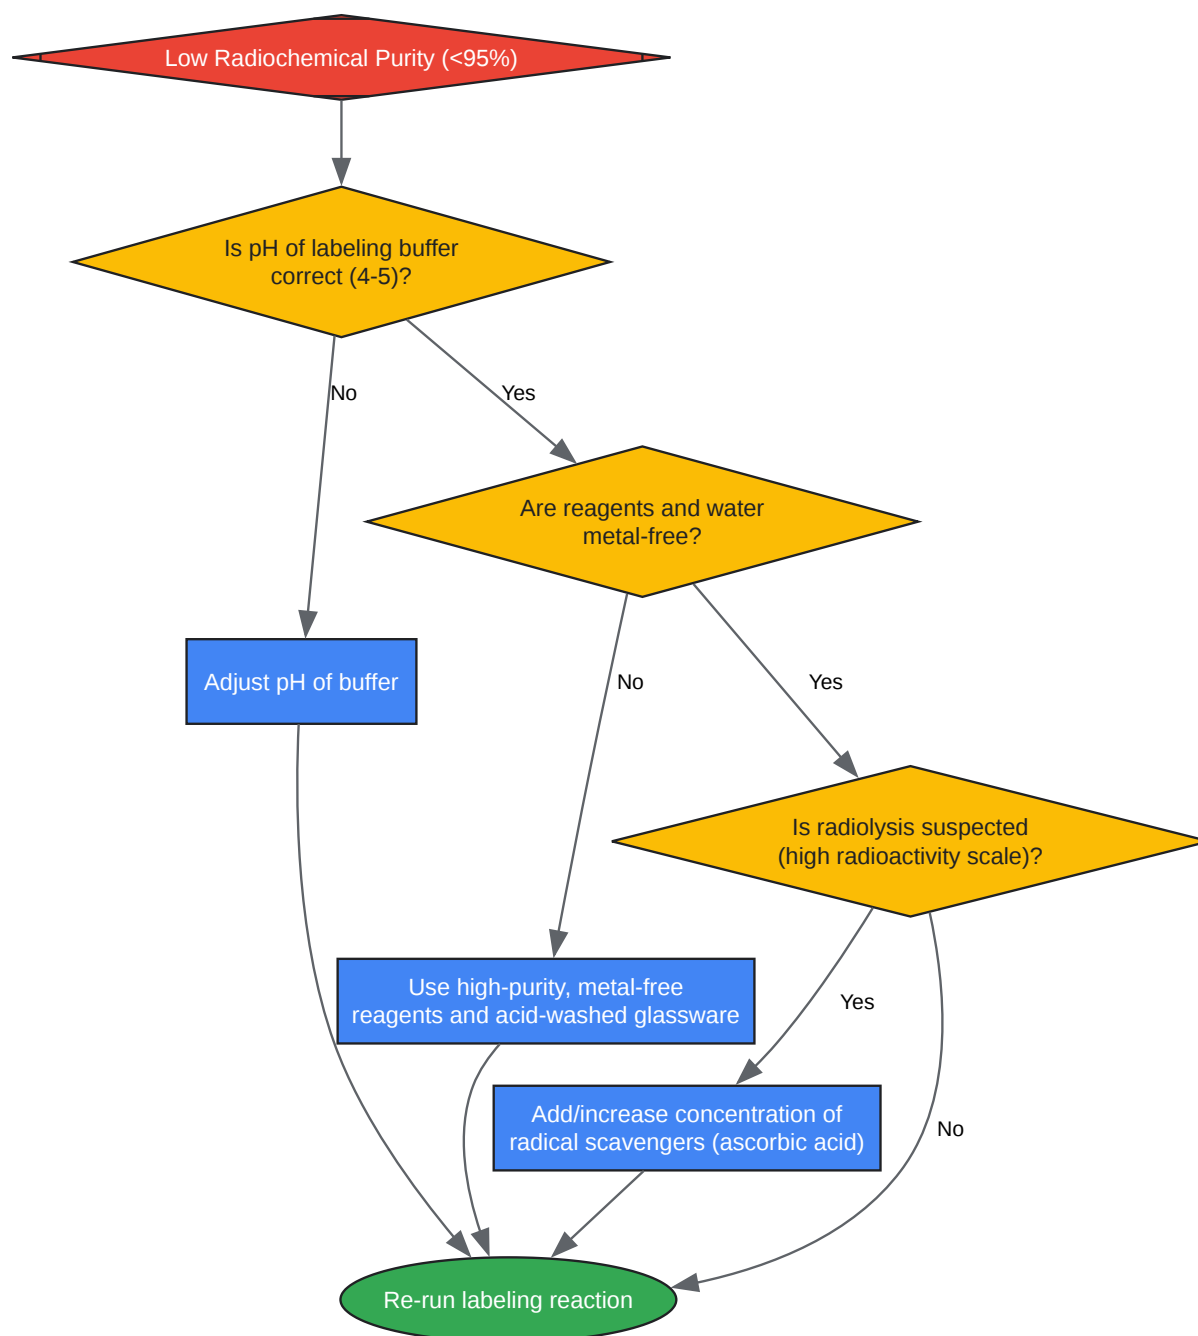 Low Radiochemical Purity (<95%)
Is pH of labeling buffer
correct (4-5)?
No
Yes
Are reagents and water
metal-free?
Adjust pH of buffer
No
Yes
Is radiolysis suspected
(high radioactivity scale)?
Use high-purity, metal-free
reagents and acid-washed glassware
Yes
Add/increase concentration of
radical scavengers (ascorbic acid)
No
Re-run labeling reaction